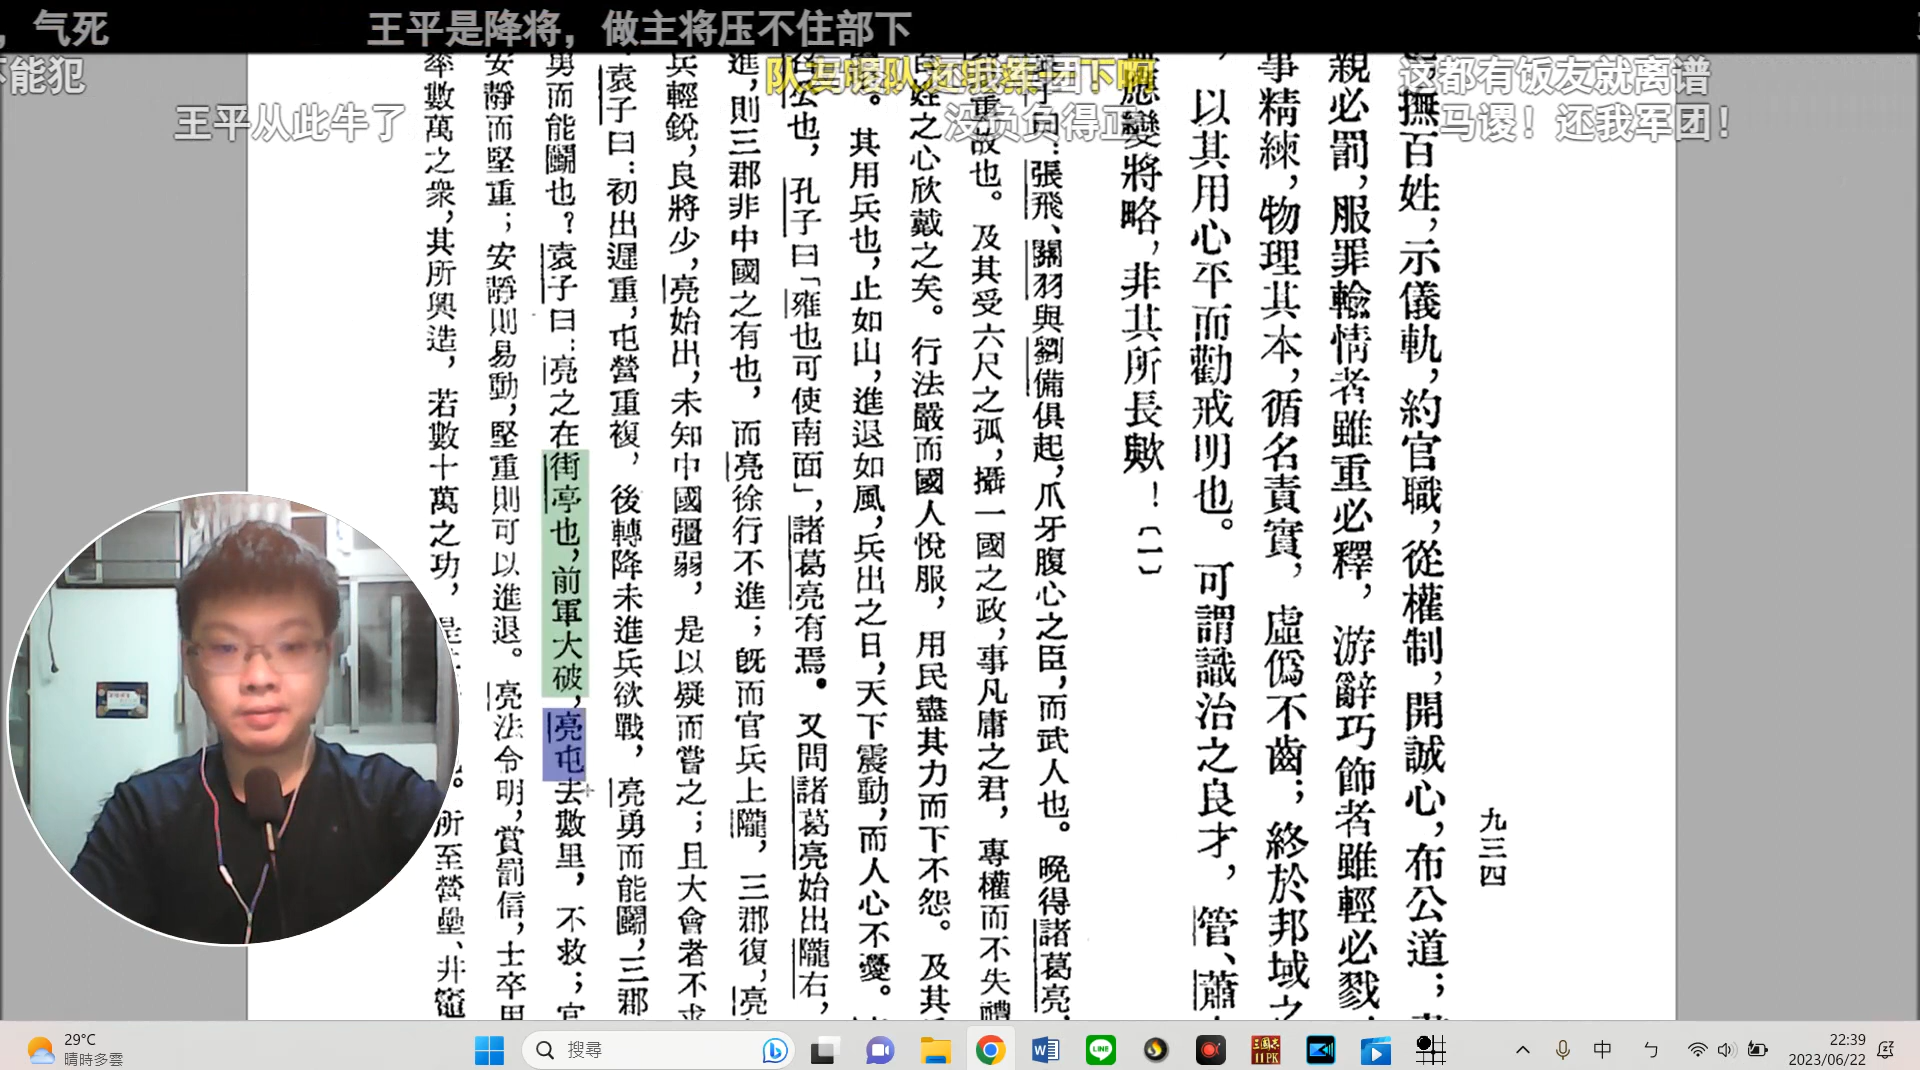 ，气死
王平是降将，做主将压不住部下
不能犯
这都有饭友就离谱
王平从此牛了
没负负得正
马谡！还我军团！
撫百姓，示儀軌，約官職，從權制，開誠心，布公道；
親必罰，服罪輸情者雖重必釋，游辭巧飾者雖輕必戮
事精練，物理其本，循名責實，虛偽不齒；終於邦域之
，以其用心平而勸戒明也。可謂識治之良才，管、蕭
應變將略，非其所長歟！〔一〕
曰：張飛、關羽與劉備俱起，爪牙腹心之臣，而武人也。晚得諸葛亮，
重故也。及其受六尺之孤，攝一國之政，事凡庸之君，專權而不失禮
姓之心欣戴之矣。行法嚴而國人悅服，用民盡其力而下不怨。及其
。其用兵也，止如山，進退如風，兵出之日，天下震動，而人心不憂。
也，孔子曰「雍也可使南面」，諸葛亮有焉。又問諸葛亮始出隴右，
進，則三郡非中國之有也，而亮徐行不進；既而官兵上隴，三郡復，亮
兵輕銳，良將少，亮始出，未知中國彊弱，是以疑而嘗之；且大會者不求
袁子曰：初出遲重，屯營重複，後轉降未進兵欲戰，亮勇而能鬭，三郡
勇而能鬭也？袁子曰：亮之在街亭也，前軍大破，亮屯去數里，不救；官
安靜而堅重；安靜則易動，堅重則可以進退。亮法令明，賞罰信，士卒用
率數萬之衆，其所興造，若數十萬之功，是
。所至營壘、井竈
九三四
29°C
晴時多雲
搜尋
中
ㄣ
22:39
2023/06/22